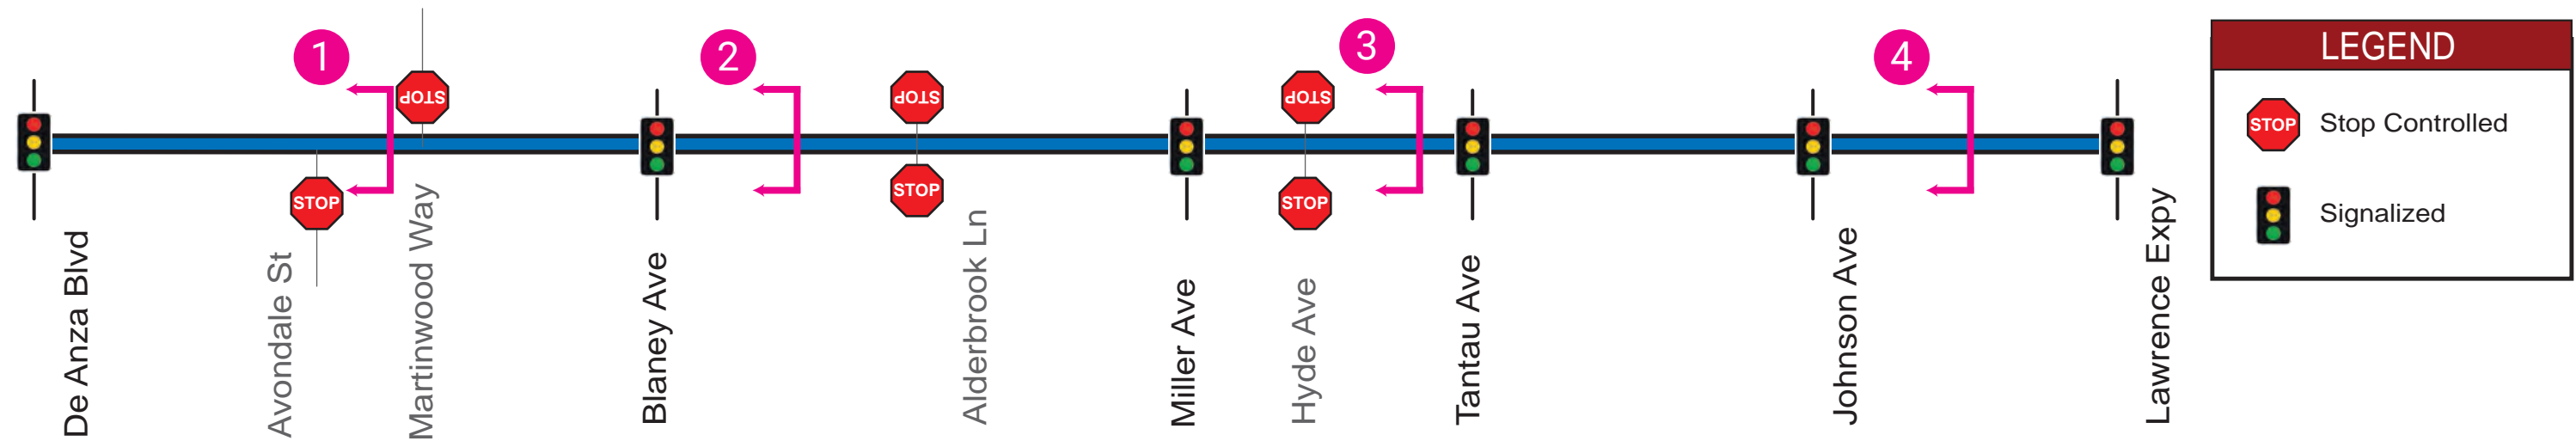 1
2
3
4
STOP
STOP
STOP
STOP
STOP
STOP
De Anza Blvd
Avondale St
Martinwood Way
Blaney Ave
Alderbrook Ln
Miller Ave
Hyde Ave
Tantau Ave
Johnson Ave
Lawrence Expy
LEGEND
STOP Stop Controlled
Signalized